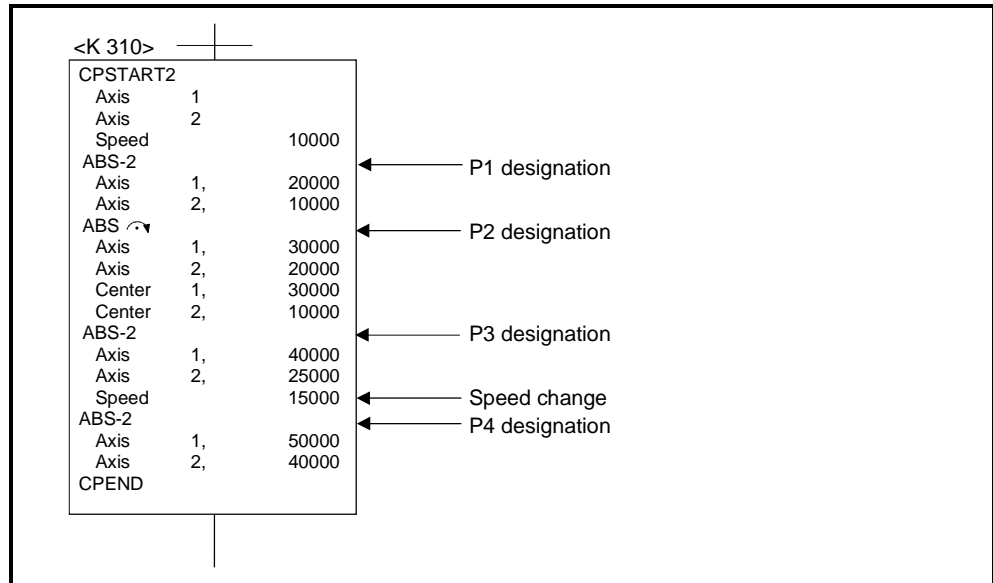 <K 310>
CPSTART2
Axis 1
Axis 2
Speed 10000
ABS-2 P1 designation
Axis 1, 20000
Axis 2, 10000
ABS P2 designation
Axis 1, 30000
Axis 2, 20000
Center 1, 30000
Center 2, 10000
ABS-2 P3 designation
Axis 1, 40000
Axis 2, 25000
Speed 15000 Speed change
ABS-2 P4 designation
Axis 1, 50000
Axis 2, 40000
CPEND